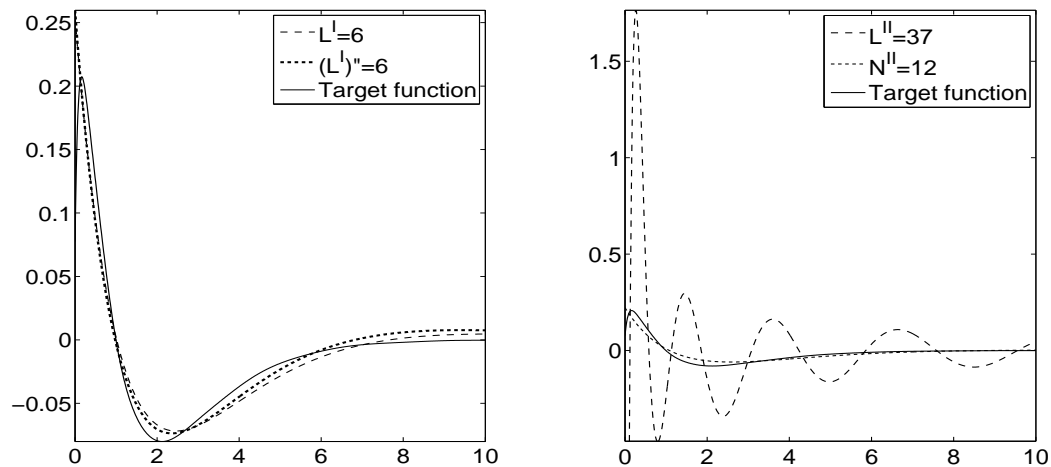 0.25
0.2
0.15
0.1
0.05
0
−0.05
0 2 4 6 8 10
L^I=6
(L^I)"=6
Target function
1.5
1
0.5
0
0 2 4 6 8 10
L^II=37
N^II=12
Target function